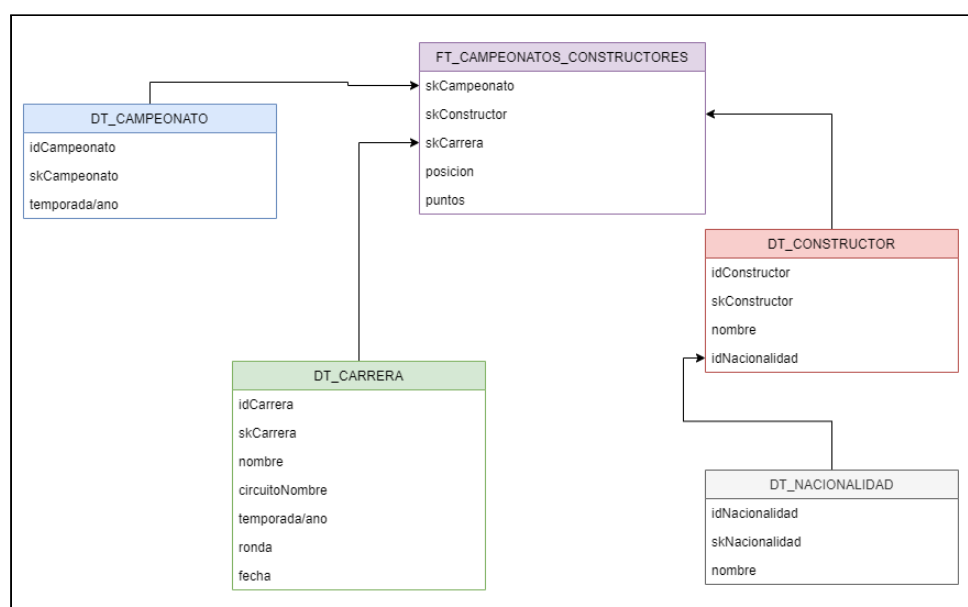 FT_CAMPEONATOS_CONSTRUCTORES
skCampeonato
skConstructor
skCarrera
posicion
puntos
DT_CAMPEONATO
idCampeonato
skCampeonato
temporada/ano
DT_CONSTRUCTOR
idConstructor
skConstructor
nombre
idNacionalidad
DT_CARRERA
idCarrera
skCarrera
nombre
circuitoNombre
temporada/ano
ronda
fecha
DT_NACIONALIDAD
idNacionalidad
skNacionalidad
nombre